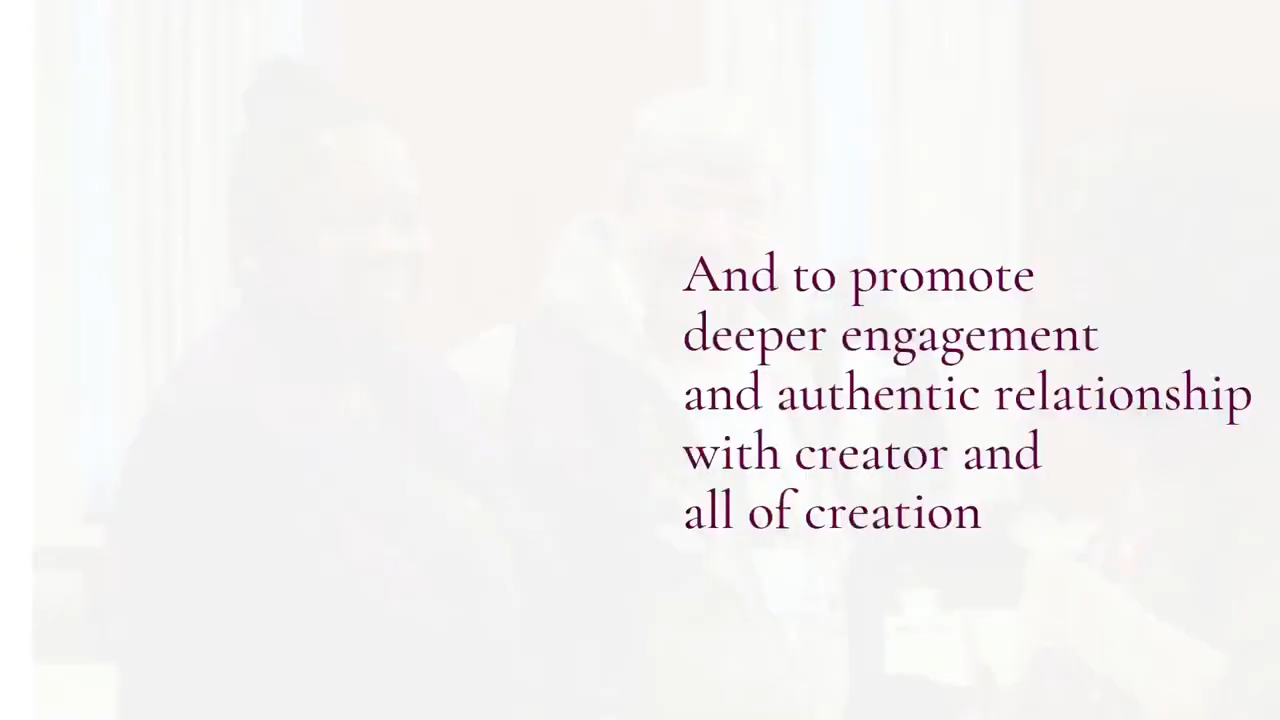 And to promote
deeper engagement
and authentic relationship
with creator and
all of creation